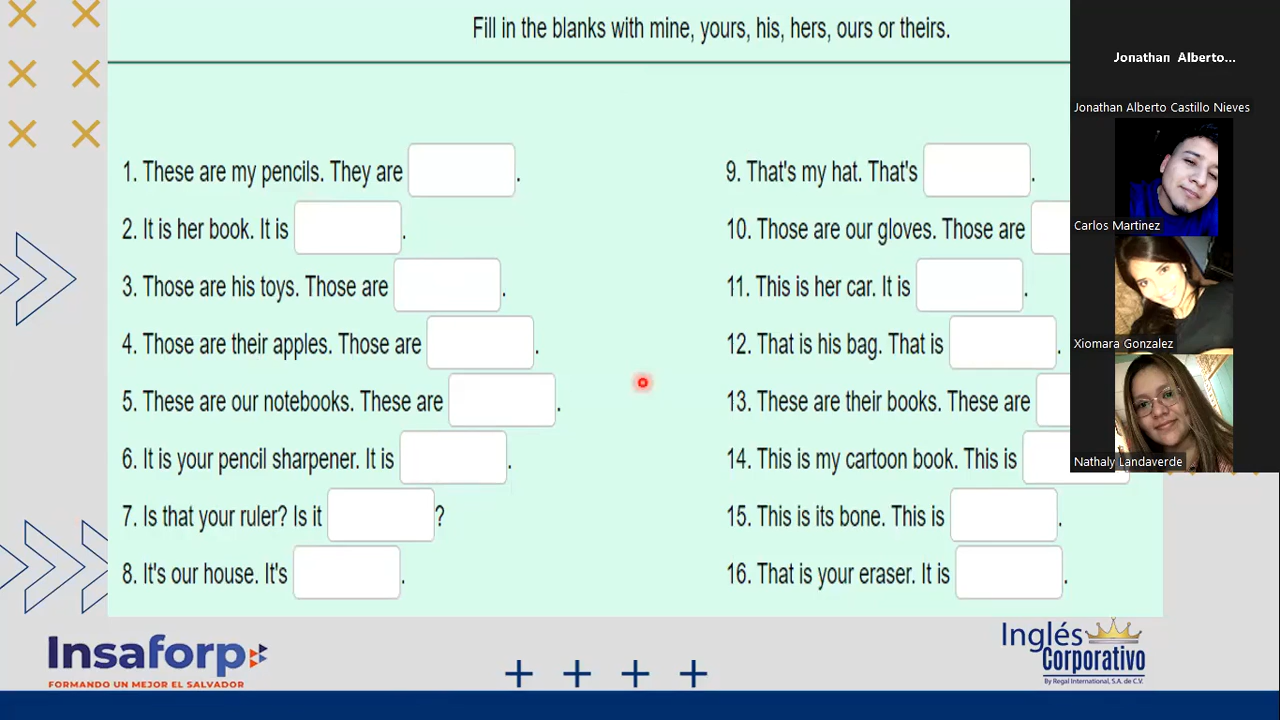 Fill in the blanks with mine, yours, his, hers, ours or theirs.
1. These are my pencils. They are .
2. It is her book. It is .
3. Those are his toys. Those are .
4. Those are their apples. Those are .
5. These are our notebooks. These are .
6. It is your pencil sharpener. It is .
7. Is that your ruler? Is it ?
8. It's our house. It's .
9. That's my hat. That's .
10. Those are our gloves. Those are
11. This is her car. It is .
12. That is his bag. That is .
13. These are their books. These are
14. This is my cartoon book. This is
15. This is its bone. This is .
16. That is your eraser. It is .
Jonathan Alberto...
Jonathan Alberto Castillo Nieves
Carlos Martinez
Xiomara Gonzalez
Nathaly Landaverde
Insaforp
FORMANDO UN MEJOR EL SALVADOR
Inglés
Corporativo
By Regal International, S.A. de C.V.